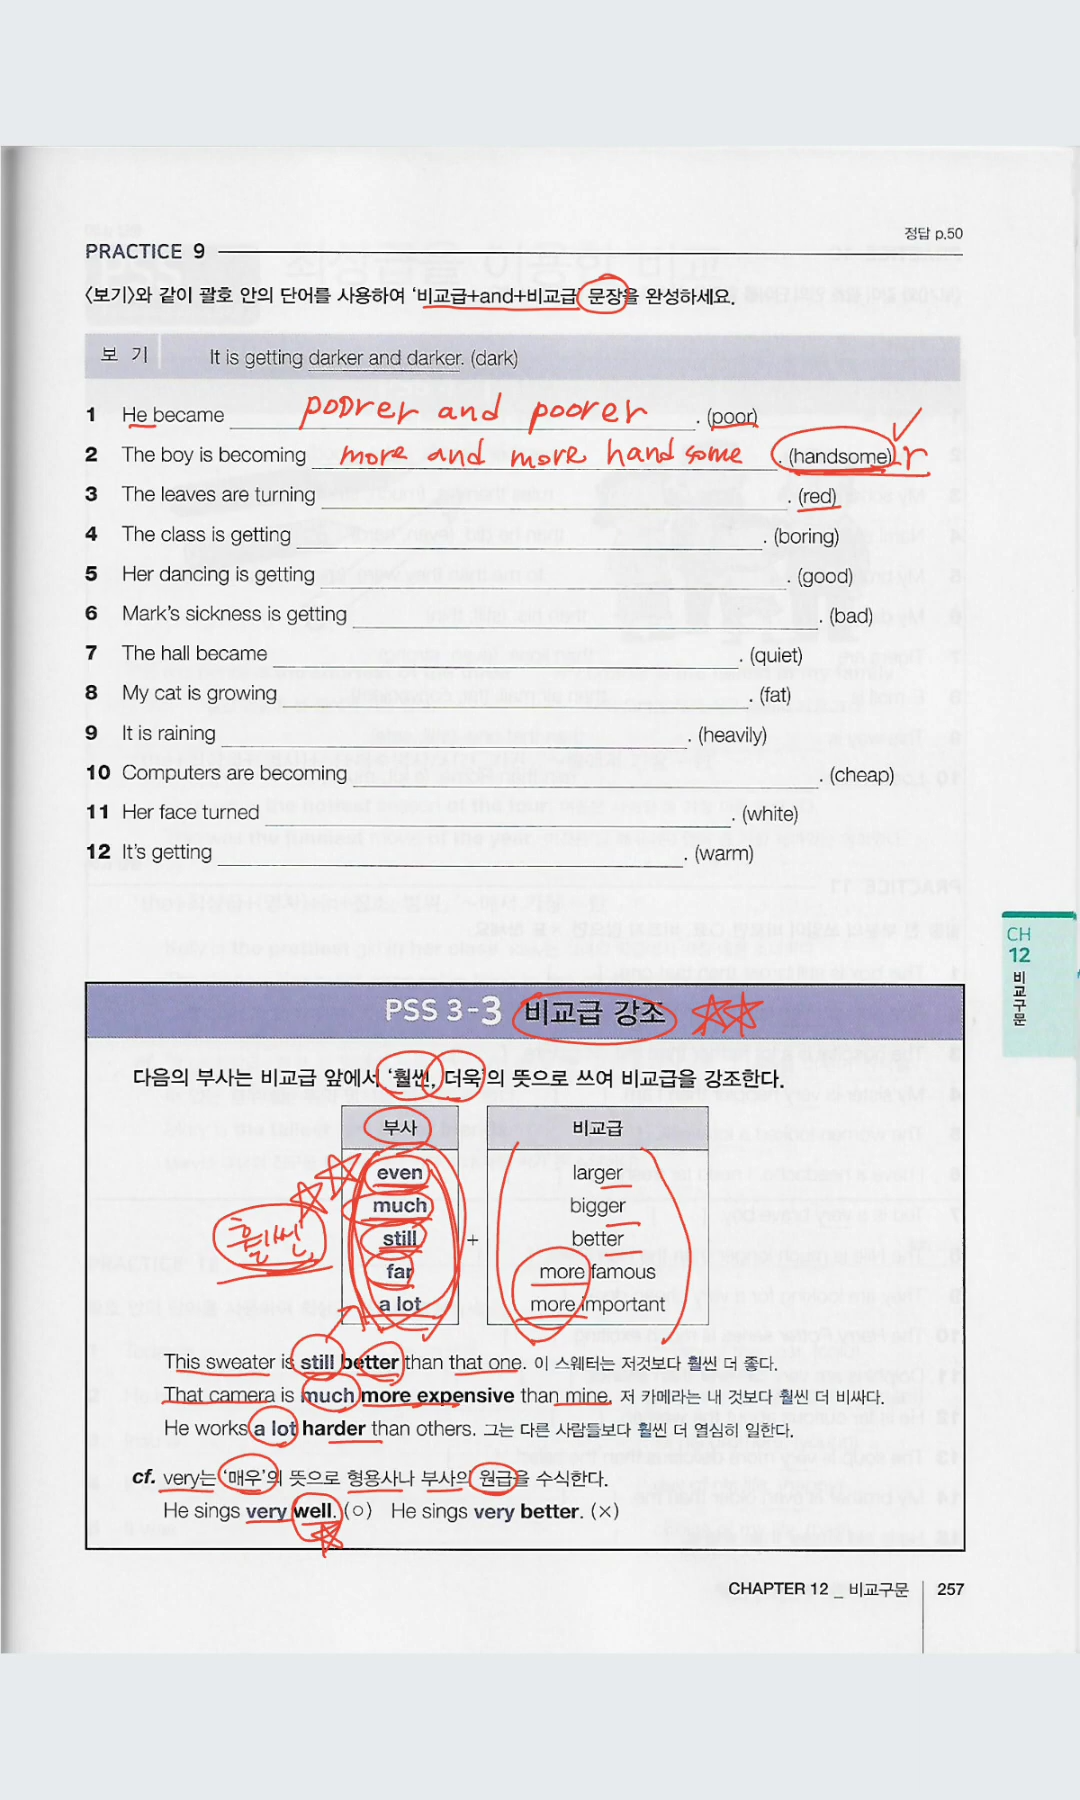 정답 p.50
PRACTICE 9
<보기>와 같이 괄호 안의 단어를 사용하여 '비교급+and+비교급' 문장을 완성하세요.
보 기 It is getting darker and darker. (dark)
1 He became poorer and poorer . (poor)
2 The boy is becoming more and more handsome . (handsome) r
3 The leaves are turning . (red)
4 The class is getting . (boring)
5 Her dancing is getting . (good)
6 Mark's sickness is getting . (bad)
7 The hall became . (quiet)
8 My cat is growing . (fat)
9 It is raining . (heavily)
10 Computers are becoming . (cheap)
11 Her face turned . (white)
12 It's getting . (warm)
CH
12
비교구문
PSS 3-3 비교급 강조
다음의 부사는 비교급 앞에서 '훨씬, 더욱'의 뜻으로 쓰여 비교급을 강조한다.
부사 비교급
even larger
much bigger
훨씬 still + better
far more famous
a lot more important
This sweater is still better than that one. 이 스웨터는 저것보다 훨씬 더 좋다.
That camera is much more expensive than mine. 저 카메라는 내 것보다 훨씬 더 비싸다.
He works a lot harder than others. 그는 다른 사람들보다 훨씬 더 열심히 일한다.
cf. very는 '매우'의 뜻으로 형용사나 부사의 원급을 수식한다.
He sings very well. (○) He sings very better. (×)
CHAPTER 12 _ 비교구문 257